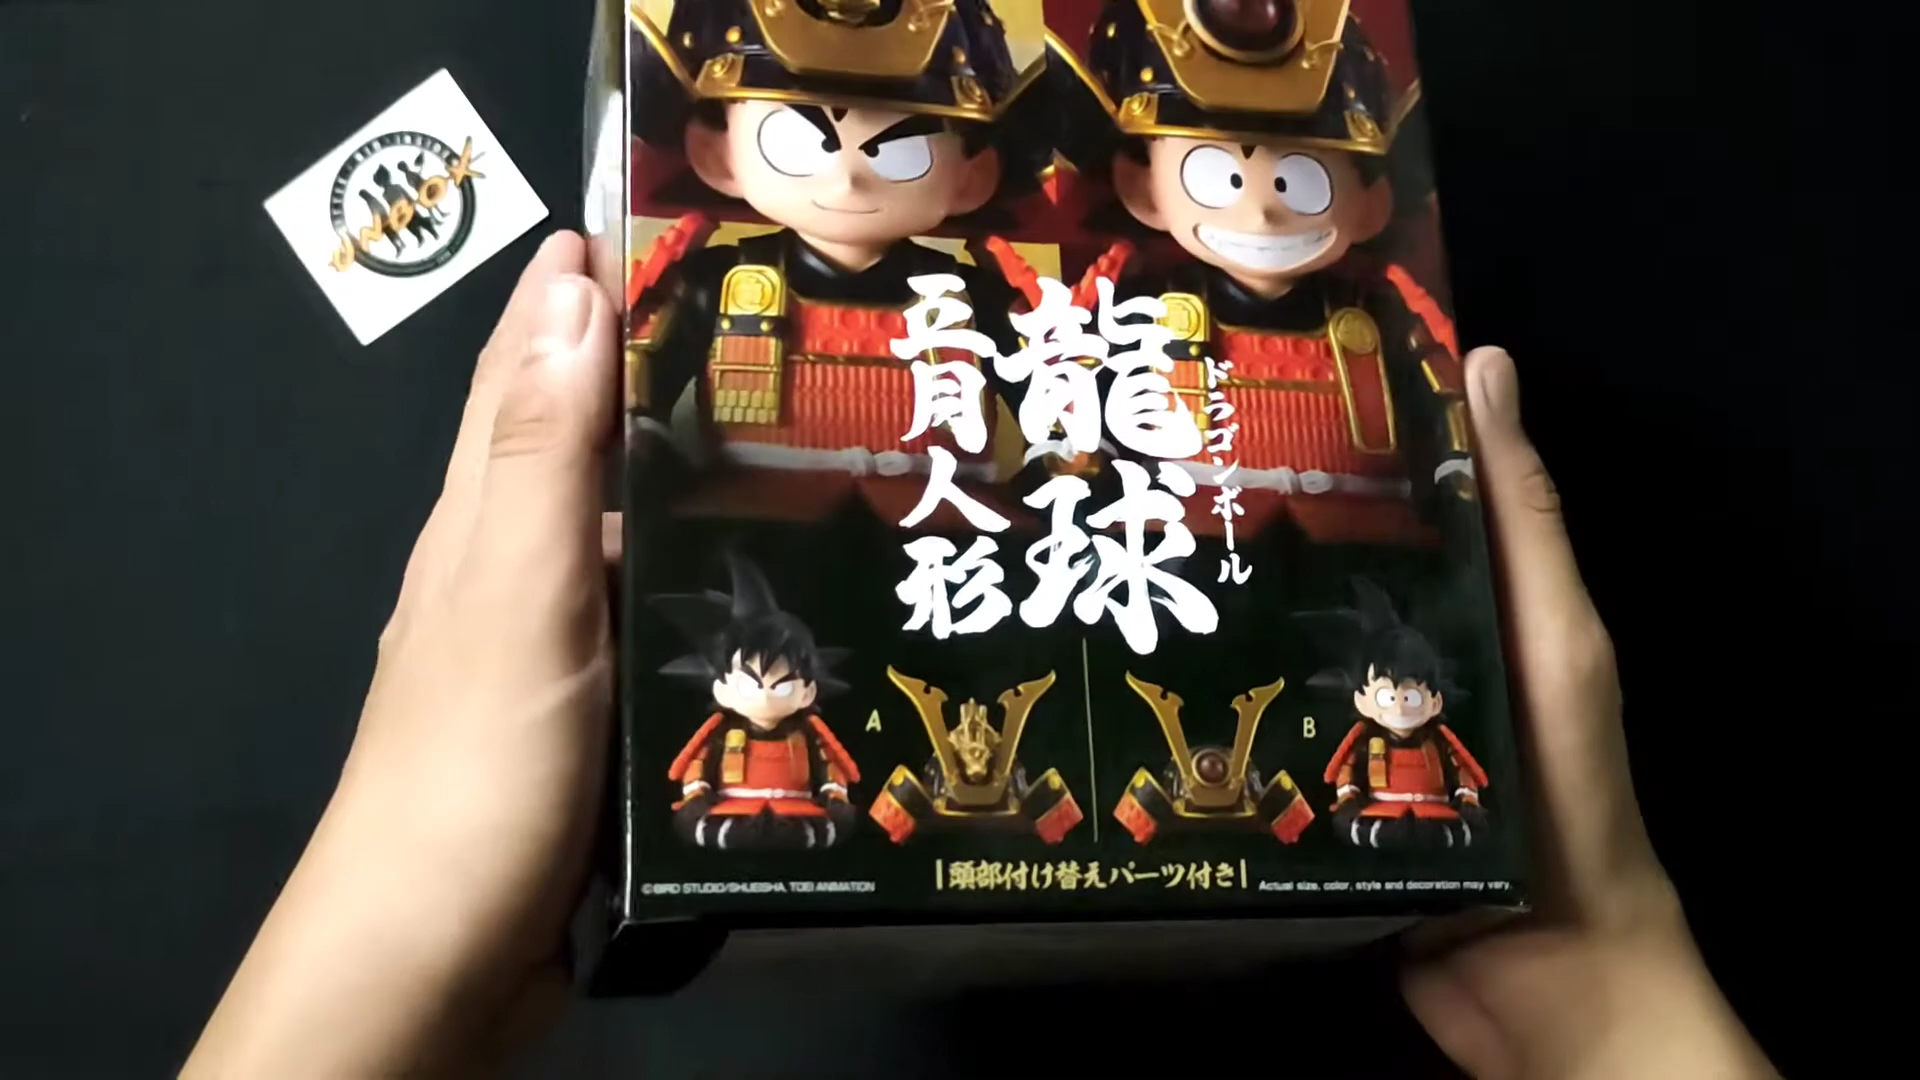 UNBOX
龍球
ドラゴンボール
五月人形
A
B
頭部付け替えパーツ付き
©BIRD STUDIO/SHUEISHA, TOEI ANIMATION
Actual size, color, style and decoration may vary.